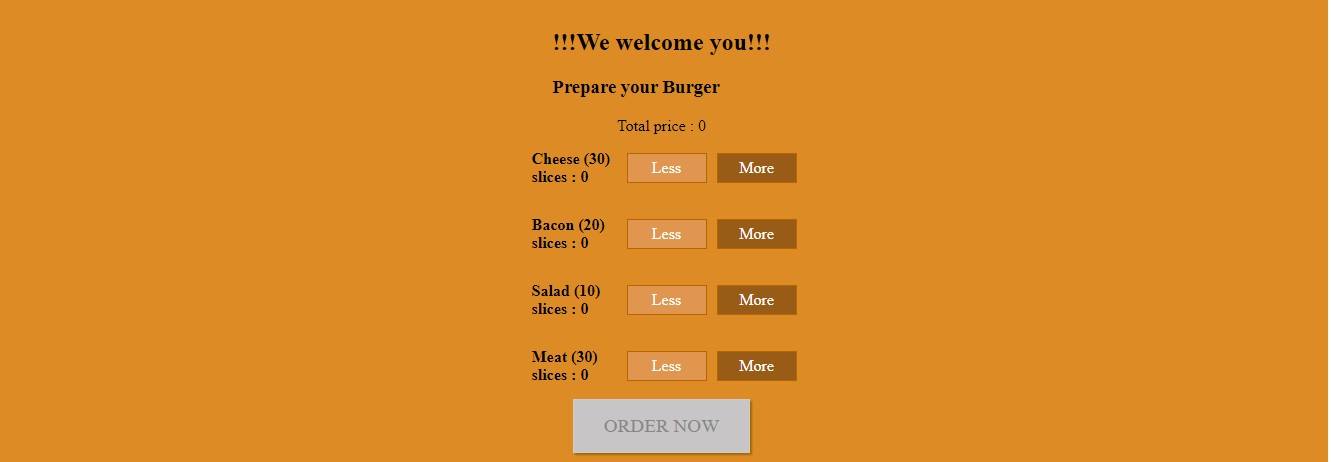 !!!We welcome you!!!
Prepare your Burger
Total price : 0
Cheese (30)
slices : 0
Less
More
Bacon (20)
slices : 0
Less
More
Salad (10)
slices : 0
Less
More
Meat (30)
slices : 0
Less
More
ORDER NOW